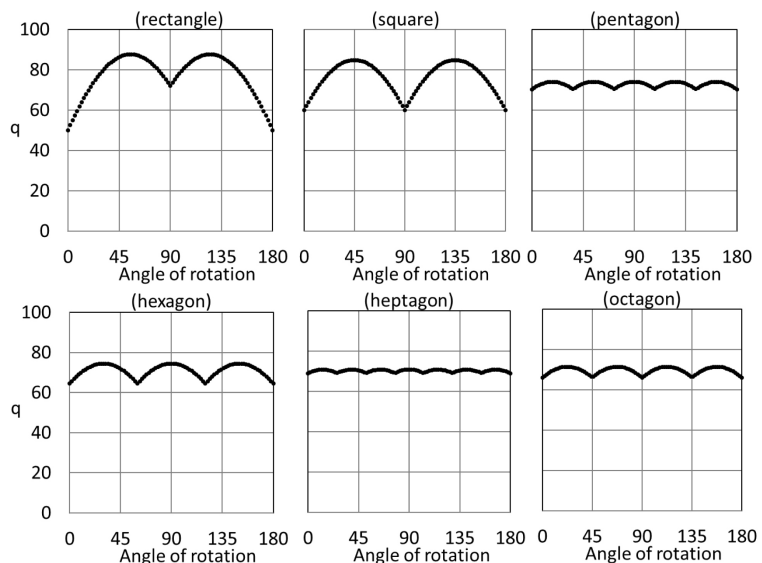 (rectangle) (square) (pentagon)
100
80
60
q
40
20
0
0 45 90 135 180 0 45 90 135 180 0 45 90 135 180
Angle of rotation Angle of rotation Angle of rotation
(hexagon) (heptagon) (octagon)
100
80
60
q
40
20
0
0 45 90 135 180 0 45 90 135 180 0 45 90 135 180
Angle of rotation Angle of rotation Angle of rotation